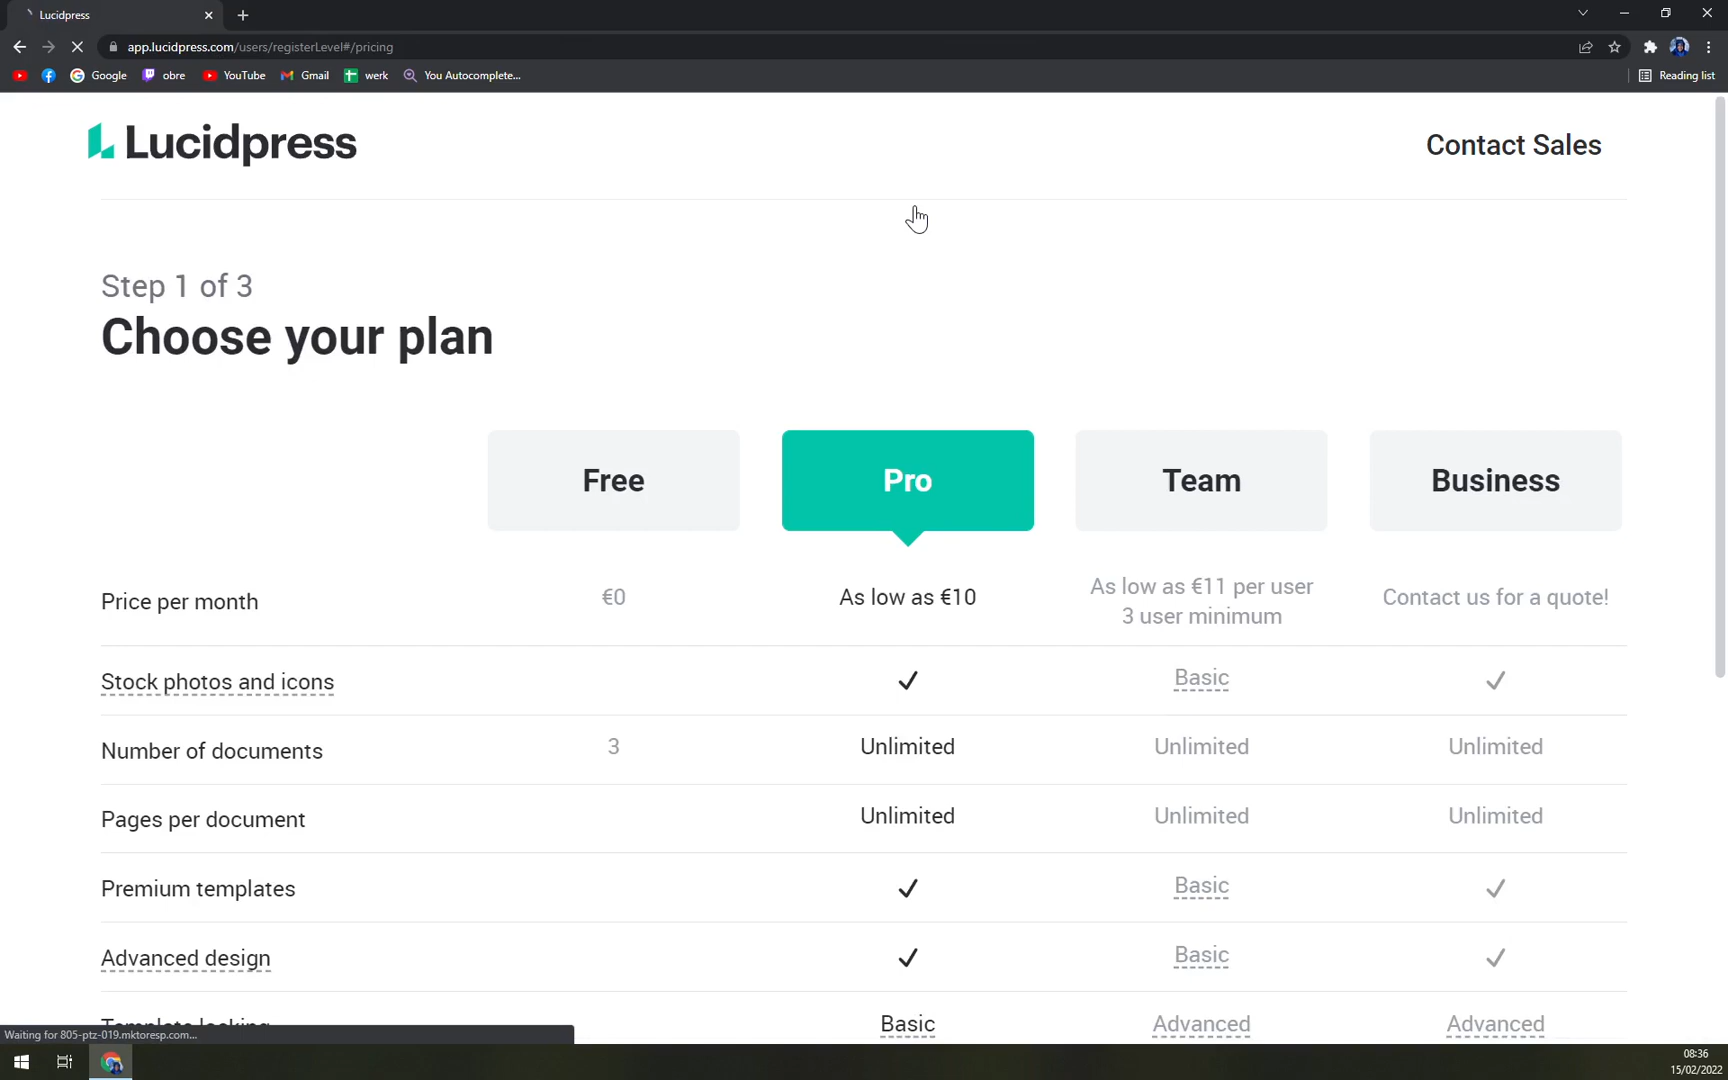 Lucidpress
app.lucidpress.com/users/registerLevel#/pricing
Google obre YouTube Gmail werk You Autocomplete... Reading list
Lucidpress Contact Sales
Step 1 of 3
Choose your plan
Free Pro Team Business
Price per month €0 As low as €10 As low as €11 per user Contact us for a quote!
3 user minimum
Stock photos and icons Basic
Number of documents 3 Unlimited Unlimited Unlimited
Pages per document Unlimited Unlimited Unlimited
Premium templates Basic
Advanced design Basic
Basic Advanced Advanced
Waiting for 805-ptz-019.mktoresp.com...
08:36
15/02/2022